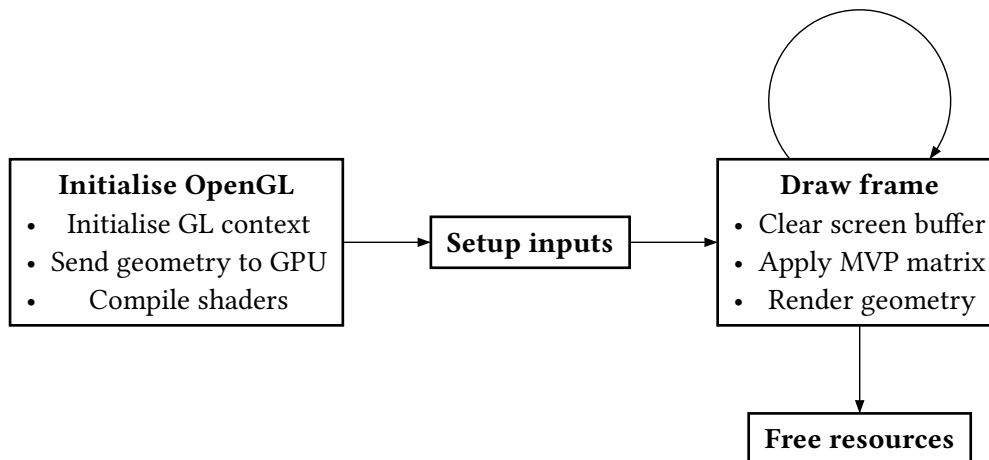 Initialise OpenGL
• Initialise GL context
• Send geometry to GPU
• Compile shaders
Setup inputs
Draw frame
• Clear screen buffer
• Apply MVP matrix
• Render geometry
Free resources